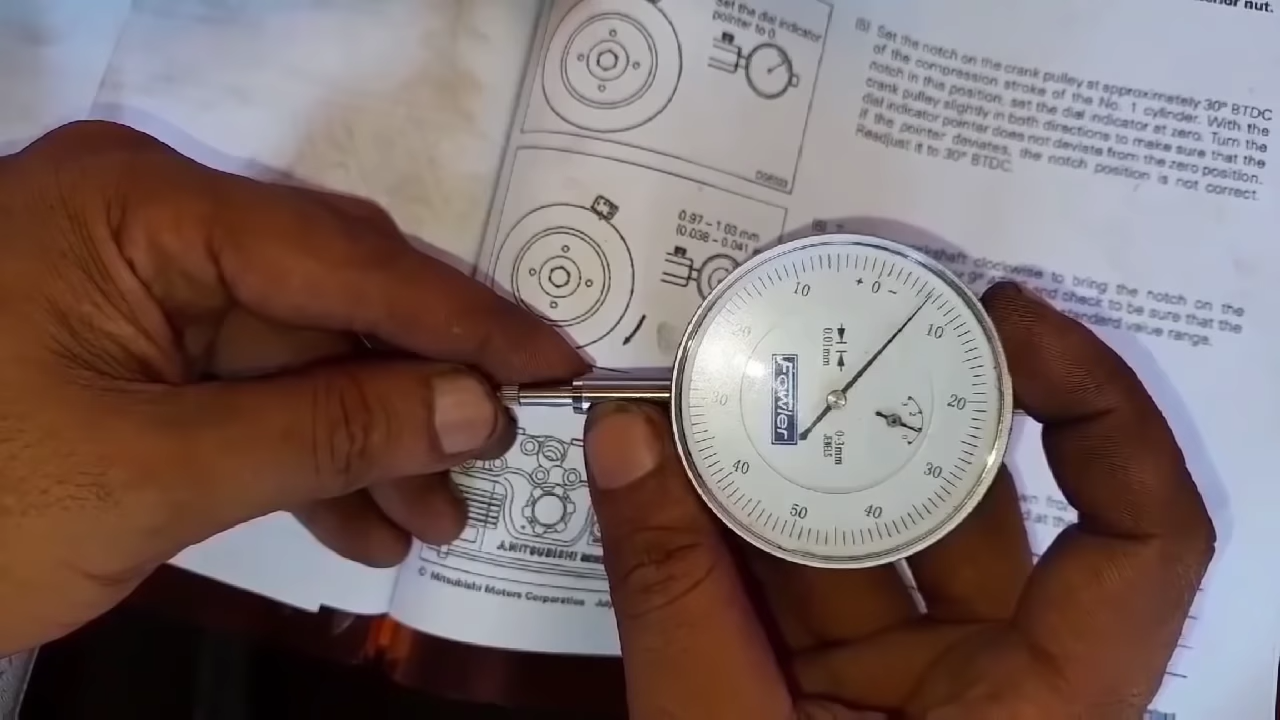 nut.
Set the dial indicator
pointer to 0
(5) Set the notch on the crank pulley at approximately 30° BTDC
of the compression stroke of the No. 1 cylinder. With the
notch in this position, set the dial indicator at zero. Turn the
crank pulley slightly in both directions to make sure that the
dial indicator pointer does not deviate from the zero position.
If the pointer deviates, the notch position is not correct.
Readjust it to 30° BTDC.
0.97 – 1.03 mm
(0.038 – 0.041
(6)
clockwise to bring the notch on the
and check to be sure that the
standard value range.
+ 0 –
10
10
20
20
30
30
40
40
50
0.01mm
Fowler
0-3mm
JEWELS
MITSUBISHI
© Mitsubishi Motors Corporation